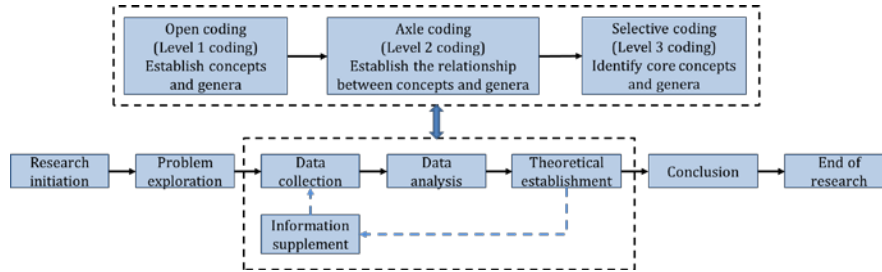 Open coding
(Level 1 coding)
Establish concepts
and genera
Axle coding
(Level 2 coding)
Establish the relationship
between concepts and genera
Selective coding
(Level 3 coding)
Identify core concepts
and genera
Research
initiation
Problem
exploration
Data
collection
Data
analysis
Theoretical
establishment
Conclusion
End of
research
Information
supplement